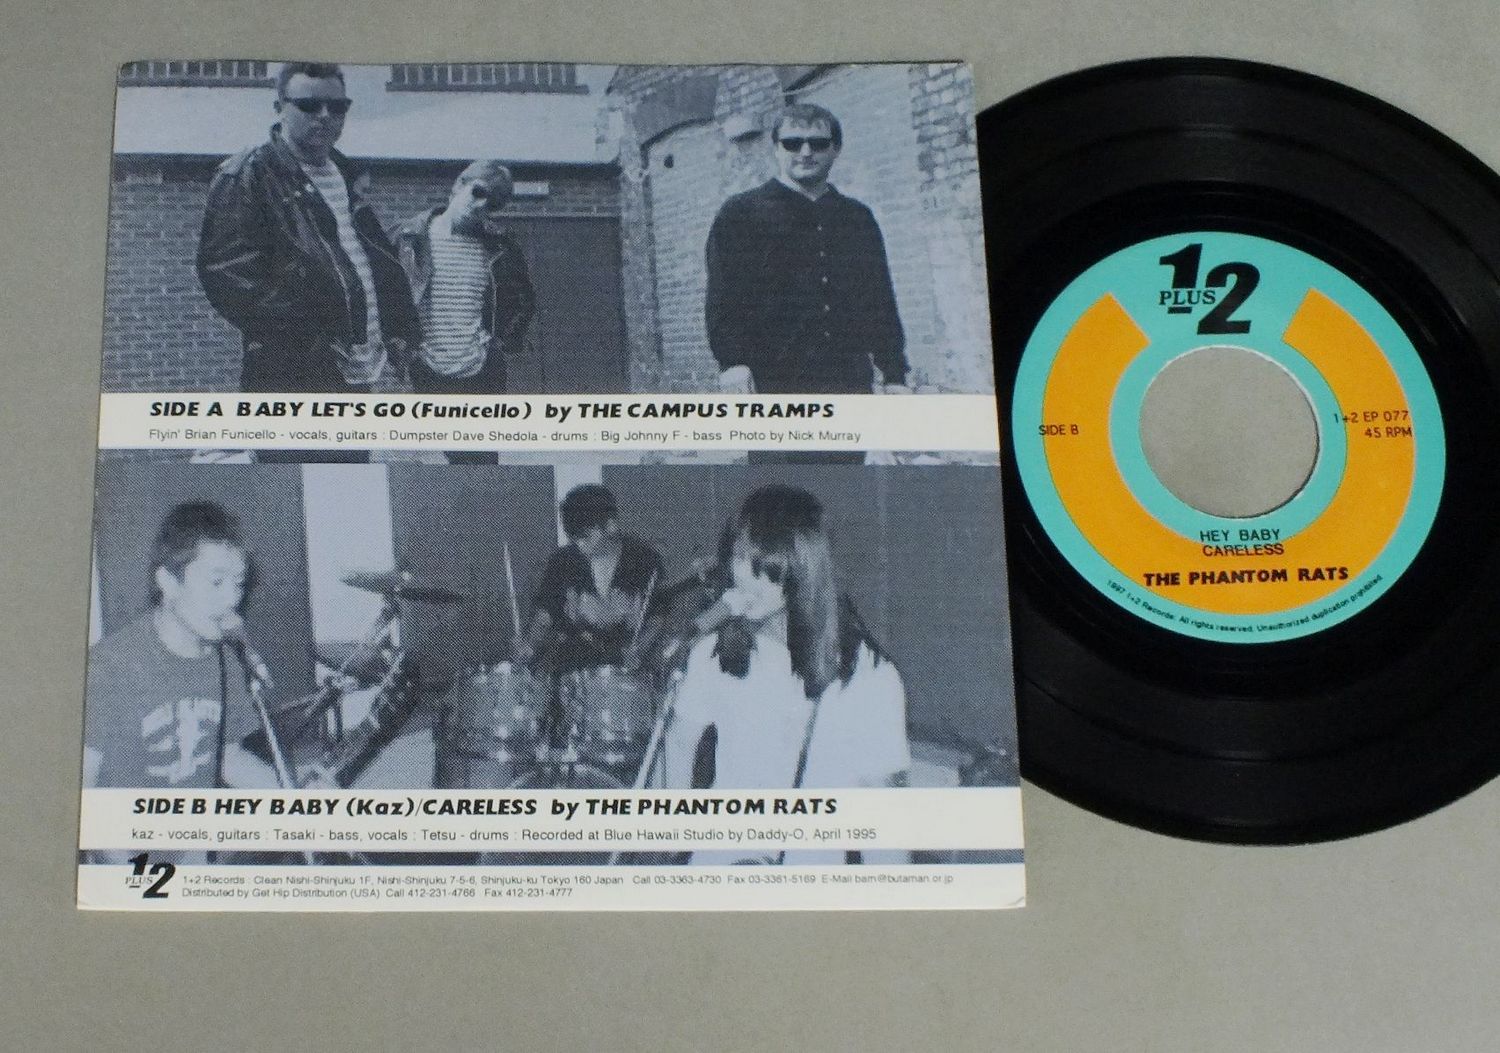 SIDE A BABY LET'S GO (Funicello) by THE CAMPUS TRAMPS
Flyin' Brian Funicello - vocals, guitars : Dumpster Dave Shedola - drums : Big Johnny F - bass Photo by Nick Murray
SIDE B HEY BABY (Kaz)/CARELESS by THE PHANTOM RATS
kaz - vocals, guitars : Tasaki - bass, vocals : Tetsu - drums : Recorded at Blue Hawaii Studio by Daddy-O, April 1995
1 PLUS 2
1+2 Records : Clean Nishi-Shinjuku 1F, Nishi-Shinjuku 7-5-6, Shinjuku-ku Tokyo 160 Japan Call 03-3363-4730 Fax 03-3361-5169 E-Mail barn@butaman.or.jp
Distributed by Get Hip Distribution (USA) Call 412-231-4766 Fax 412-231-4777
1 PLUS 2
SIDE B
1+2 EP 077
45 RPM
HEY BABY
CARELESS
THE PHANTOM RATS
1997 1+2 Records. All rights reserved. Unauthorized duplication prohibited.